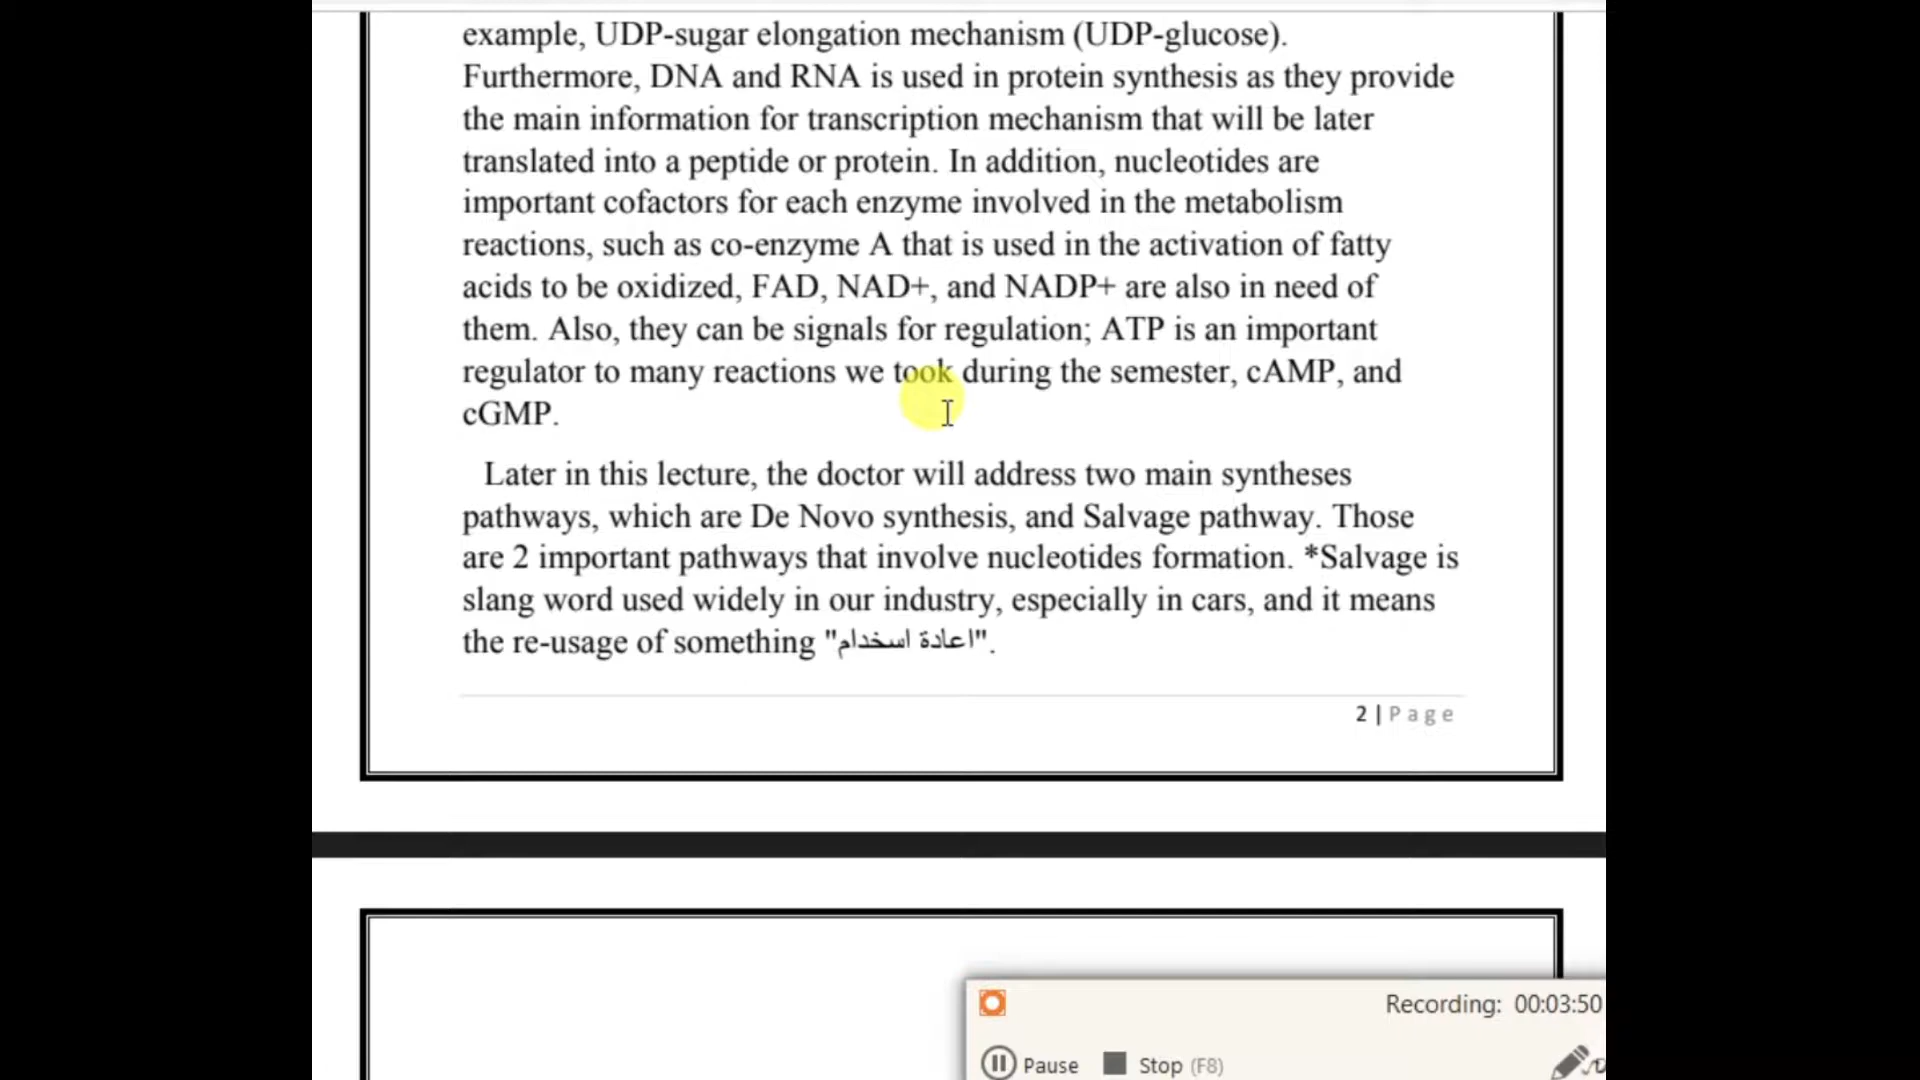 example, UDP-sugar elongation mechanism (UDP-glucose).
Furthermore, DNA and RNA is used in protein synthesis as they provide
the main information for transcription mechanism that will be later
translated into a peptide or protein. In addition, nucleotides are
important cofactors for each enzyme involved in the metabolism
reactions, such as co-enzyme A that is used in the activation of fatty
acids to be oxidized, FAD, NAD+, and NADP+ are also in need of
them. Also, they can be signals for regulation; ATP is an important
regulator to many reactions we took during the semester, cAMP, and
cGMP.
Later in this lecture, the doctor will address two main syntheses
pathways, which are De Novo synthesis, and Salvage pathway. Those
are 2 important pathways that involve nucleotides formation. *Salvage is
slang word used widely in our industry, especially in cars, and it means
the re-usage of something "اعادة اسخدام".
2 | Page
Recording: 00:03:50
Pause Stop (F8)